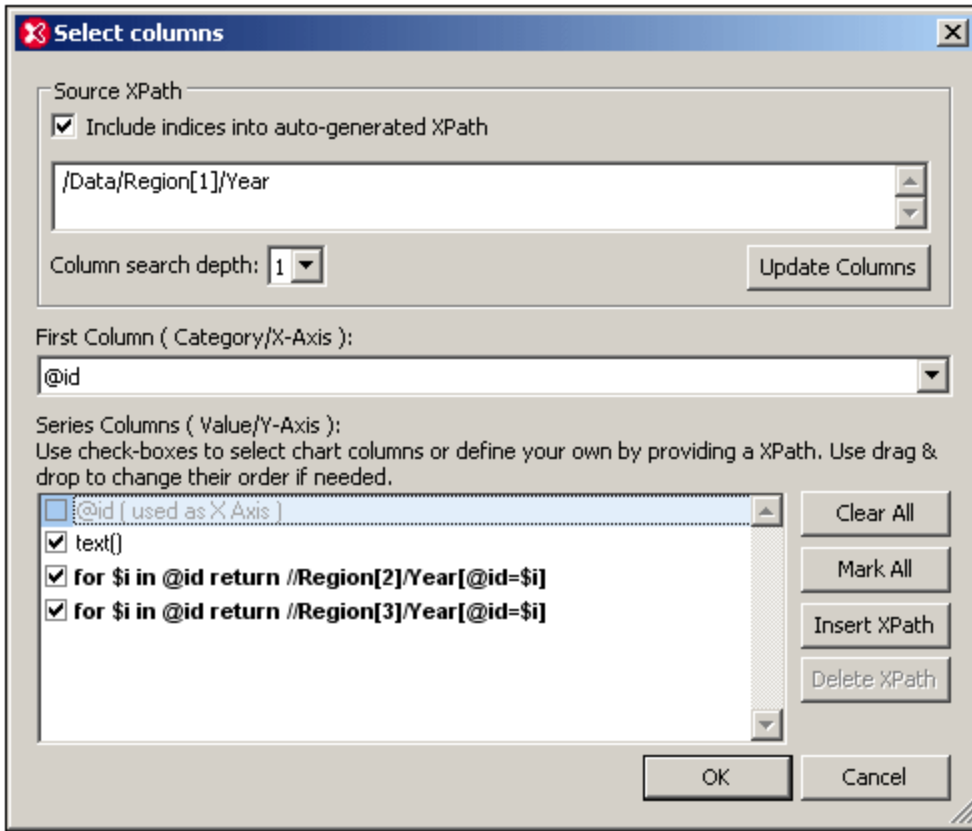 Select columns
Source XPath
Include indices into auto-generated XPath
/Data/Region[1]/Year
Column search depth: 1
Update Columns
First Column ( Category/X-Axis ):
@id
Series Columns ( Value/Y-Axis ):
Use check-boxes to select chart columns or define your own by providing a XPath. Use drag &
drop to change their order if needed.
@id ( used as X Axis )
text()
for $i in @id return //Region[2]/Year[@id=$i]
for $i in @id return //Region[3]/Year[@id=$i]
Clear All
Mark All
Insert XPath
Delete XPath
OK
Cancel